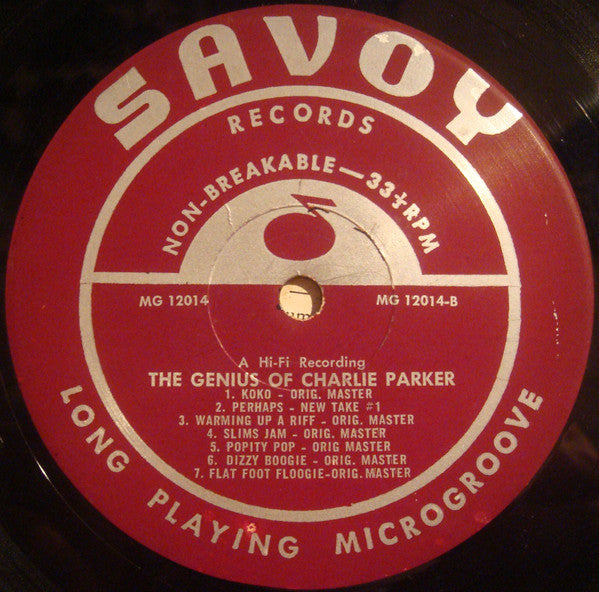 SAVOY
RECORDS
NON-BREAKABLE—33⅓RPM
MG 12014
MG 12014-B
A Hi-Fi Recording
THE GENIUS OF CHARLIE PARKER
1. KOKO - ORIG. MASTER
2. PERHAPS - NEW TAKE #1
3. WARMING UP A RIFF - ORIG. MASTER
4. SLIMS JAM - ORIG. MASTER
5. POPITY POP - ORIG MASTER
6. DIZZY BOOGIE - ORIG. MASTER
7. FLAT FOOT FLOOGIE-ORIG. MASTER
LONG PLAYING MICROGROOVE